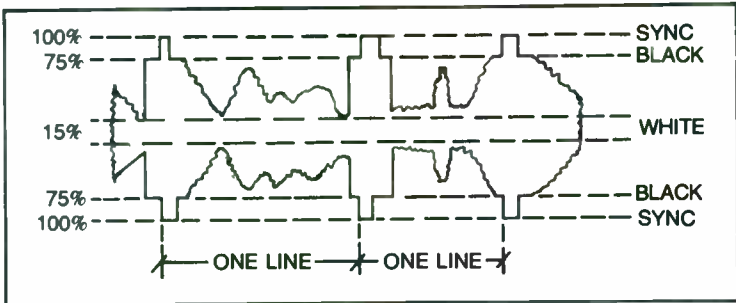 100% SYNC
75% BLACK
15% WHITE
75% BLACK
100% SYNC
ONE LINE ONE LINE